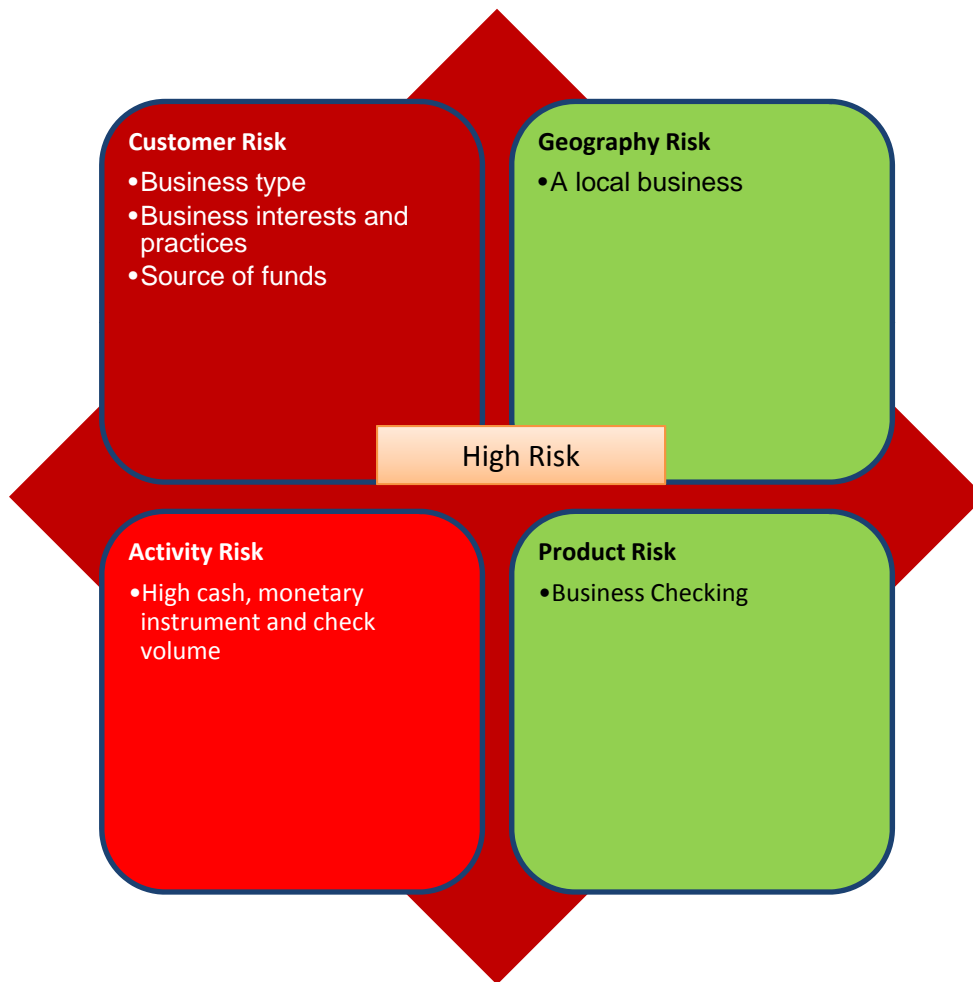 Customer Risk
•Business type
•Business interests and
practices
•Source of funds
Geography Risk
•A local business
High Risk
Activity Risk
•High cash, monetary
instrument and check
volume
Product Risk
•Business Checking